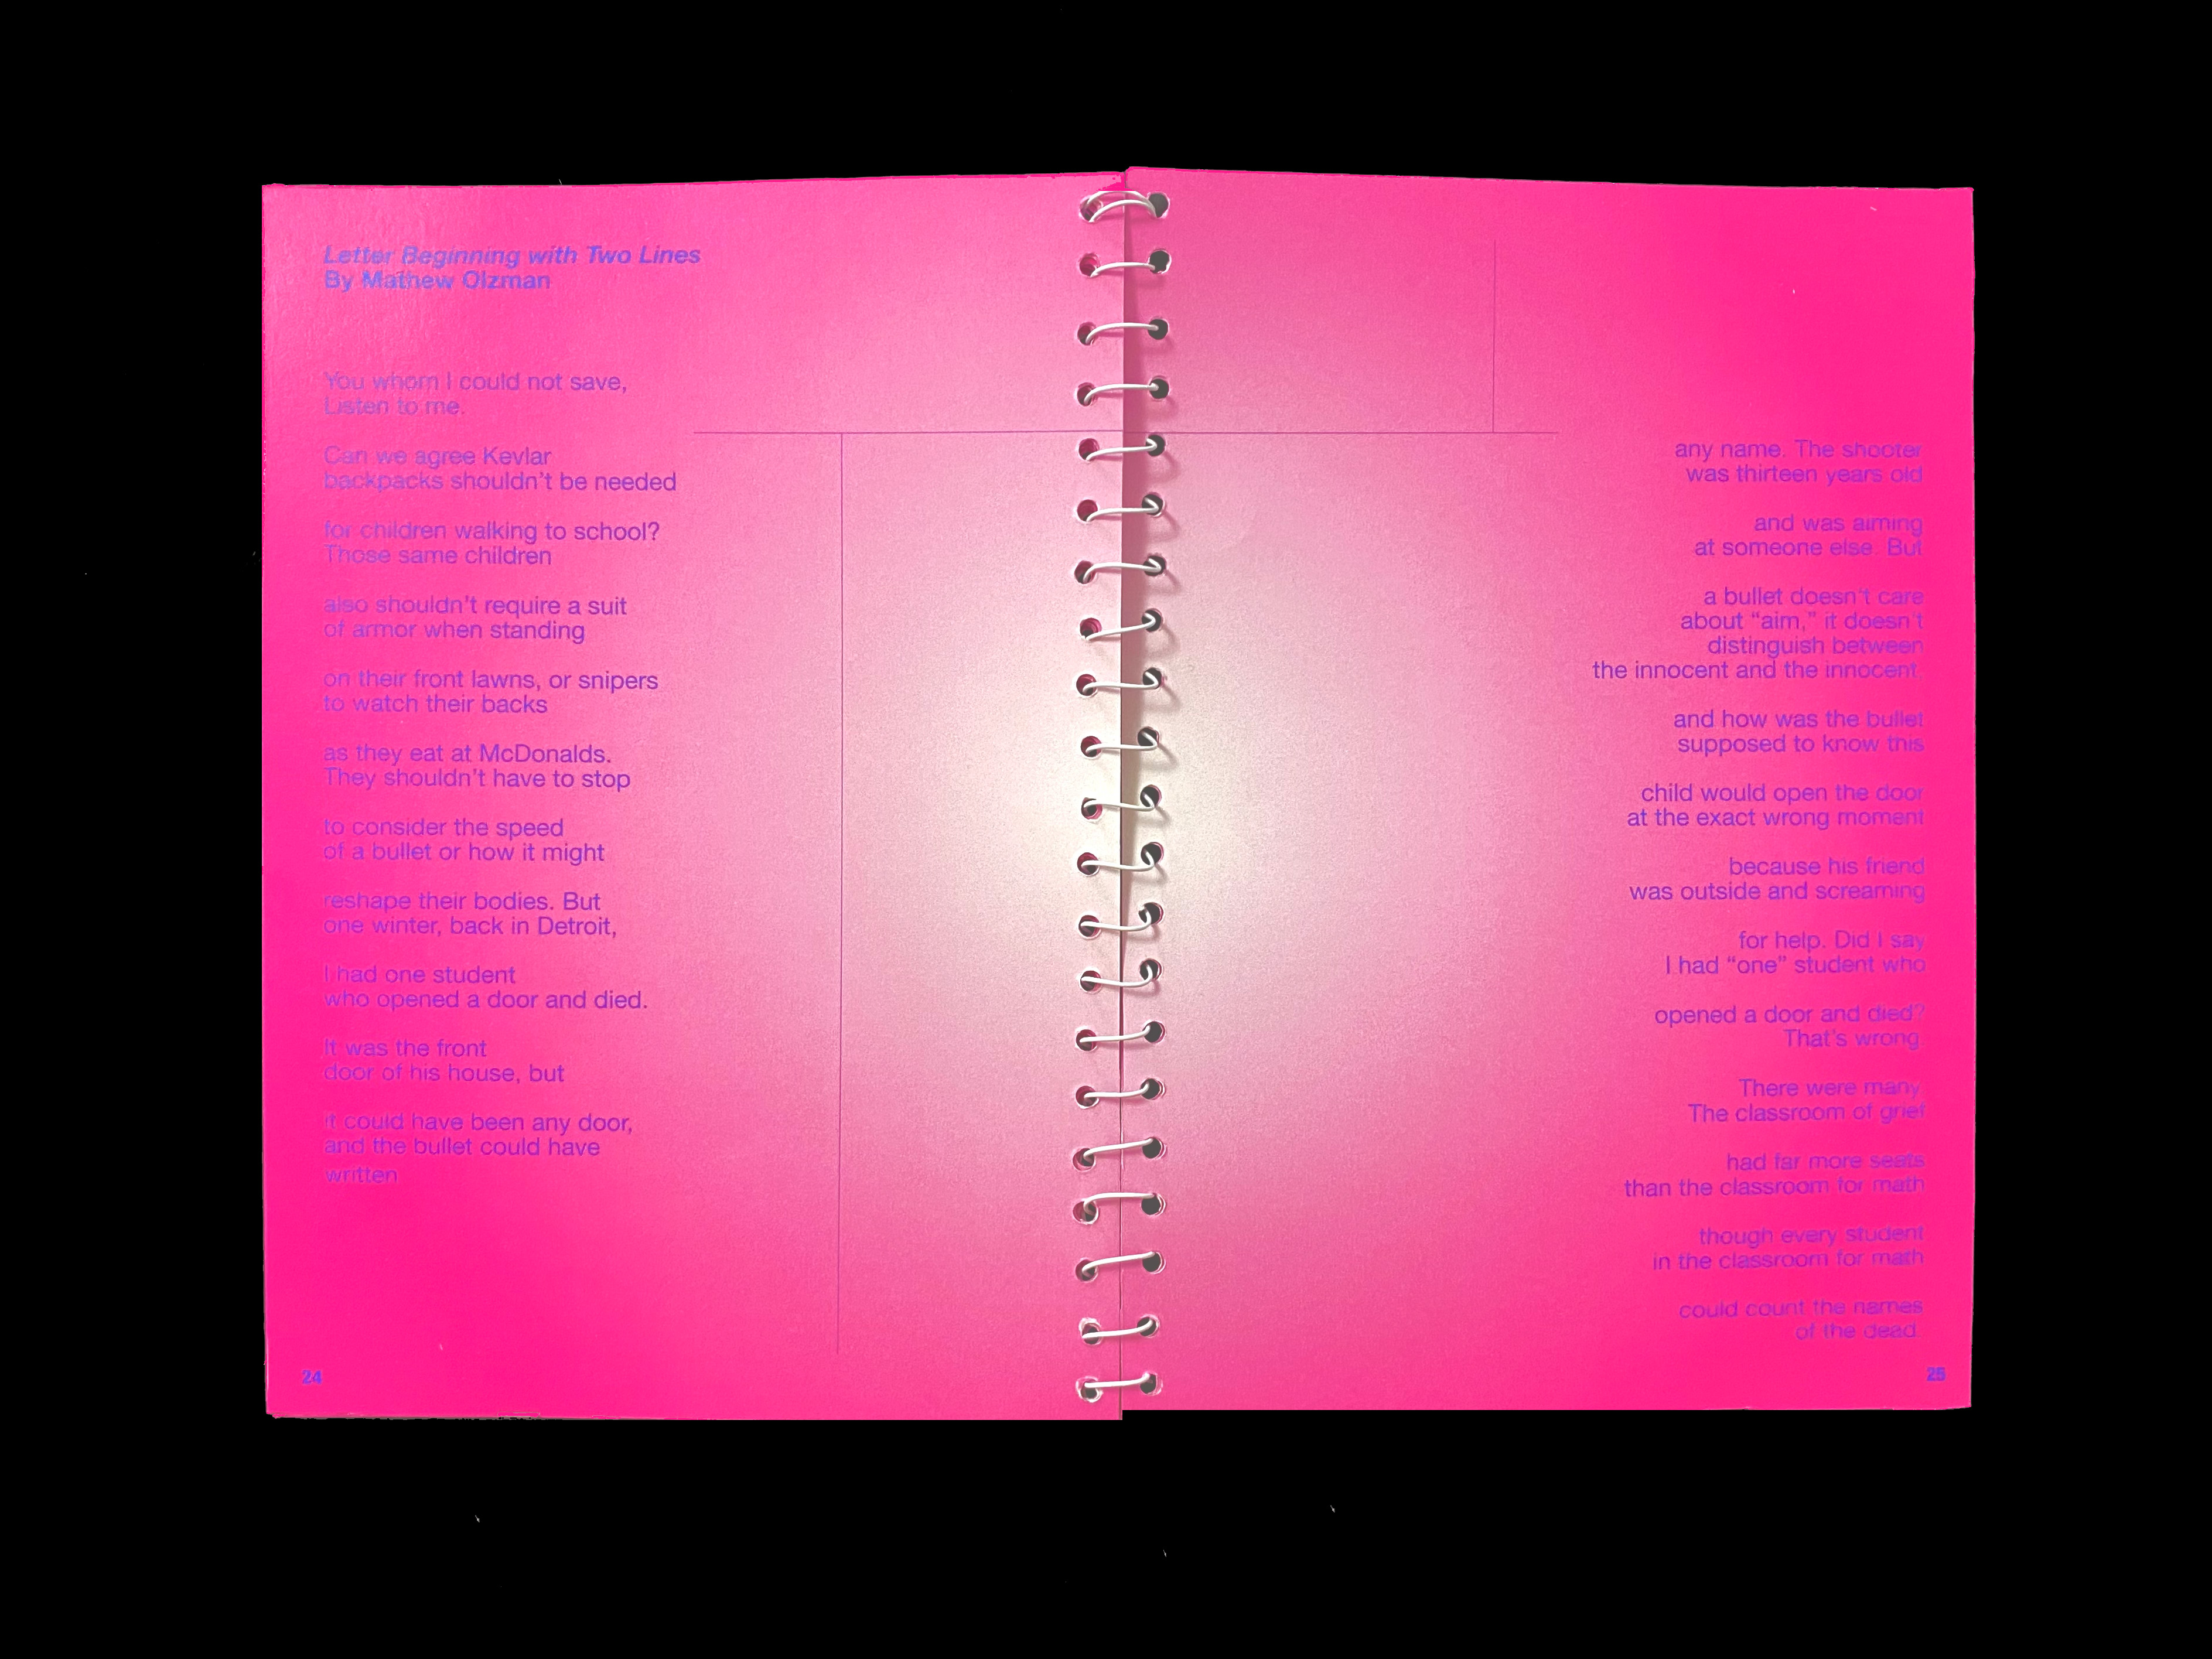 Letter Beginning with Two Lines
By Mathew Olzman
You whom I could not save,
Listen to me.
Can we agree Kevlar
backpacks shouldn't be needed
for children walking to school?
Those same children
also shouldn't require a suit
of armor when standing
on their front lawns, or snipers
to watch their backs
as they eat at McDonalds.
They shouldn't have to stop
to consider the speed
of a bullet or how it might
reshape their bodies. But
one winter, back in Detroit,
I had one student
who opened a door and died.
It was the front
door of his house, but
it could have been any door,
and the bullet could have
written
24
any name. The shooter
was thirteen years old
and was aiming
at someone else. But
a bullet doesn't care
about “aim,” it doesn't
distinguish between
the innocent and the innocent.
and how was the bullet
supposed to know this
child would open the door
at the exact wrong moment
because his friend
was outside and screaming
for help. Did I say
I had “one” student who
opened a door and died?
That's wrong.
There were many.
The classroom of grief
had far more seats
than the classroom for math
though every student
in the classroom for math
could count the names
of the dead.
25